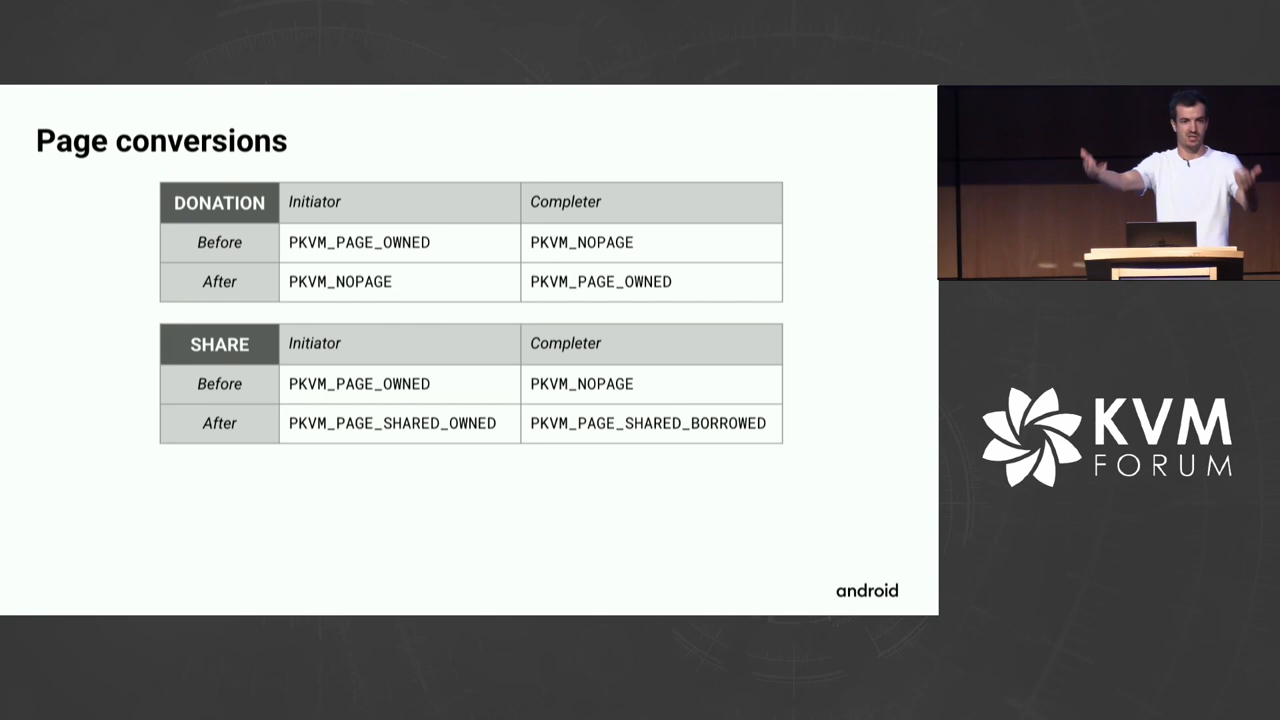 Page conversions
DONATION Initiator Completer
Before PKVM_PAGE_OWNED PKVM_NOPAGE
After PKVM_NOPAGE PKVM_PAGE_OWNED
SHARE Initiator Completer
Before PKVM_PAGE_OWNED PKVM_NOPAGE
After PKVM_PAGE_SHARED_OWNED PKVM_PAGE_SHARED_BORROWED
android
KVM
FORUM